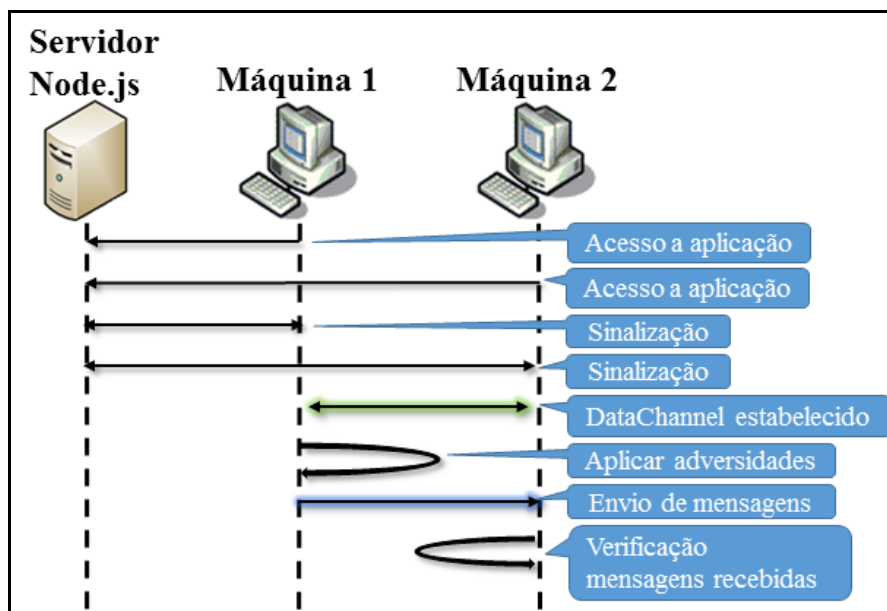 Servidor
Node.js
Máquina 1
Máquina 2
Acesso a aplicação
Acesso a aplicação
Sinalização
Sinalização
DataChannel estabelecido
Aplicar adversidades
Envio de mensagens
Verificação
mensagens recebidas